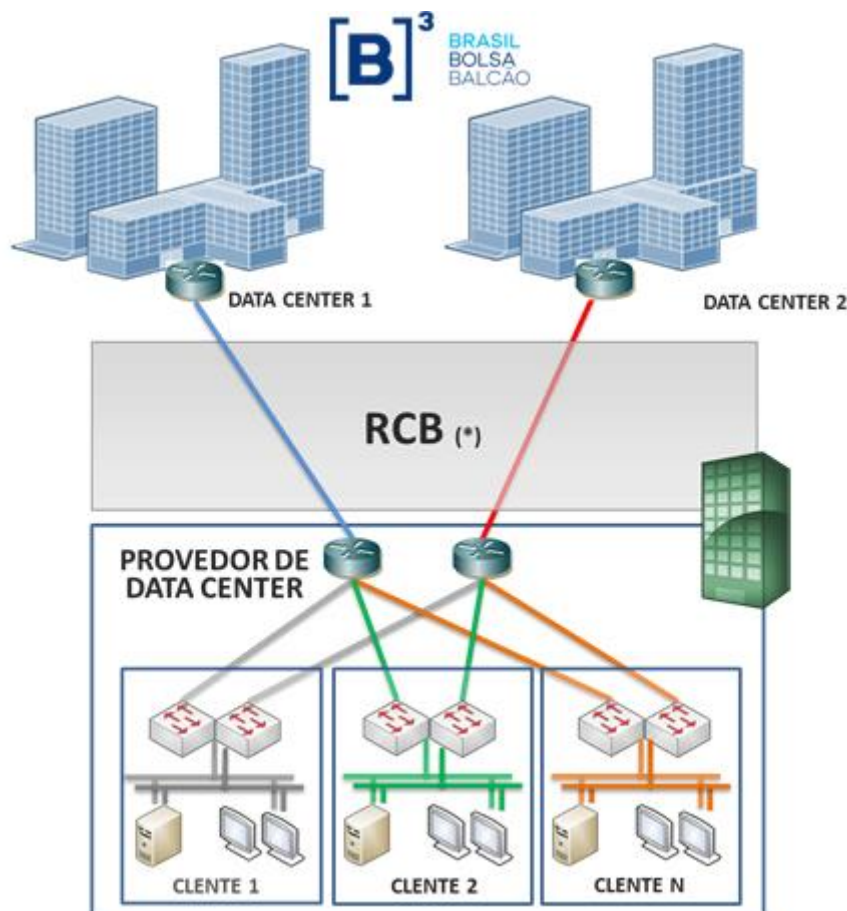 [B]³
BRASIL
BOLSA
BALCÃO
DATA CENTER 1
DATA CENTER 2
RCB (*)
PROVEDOR DE
DATA CENTER
CLENTE 1
CLENTE 2
CLENTE N